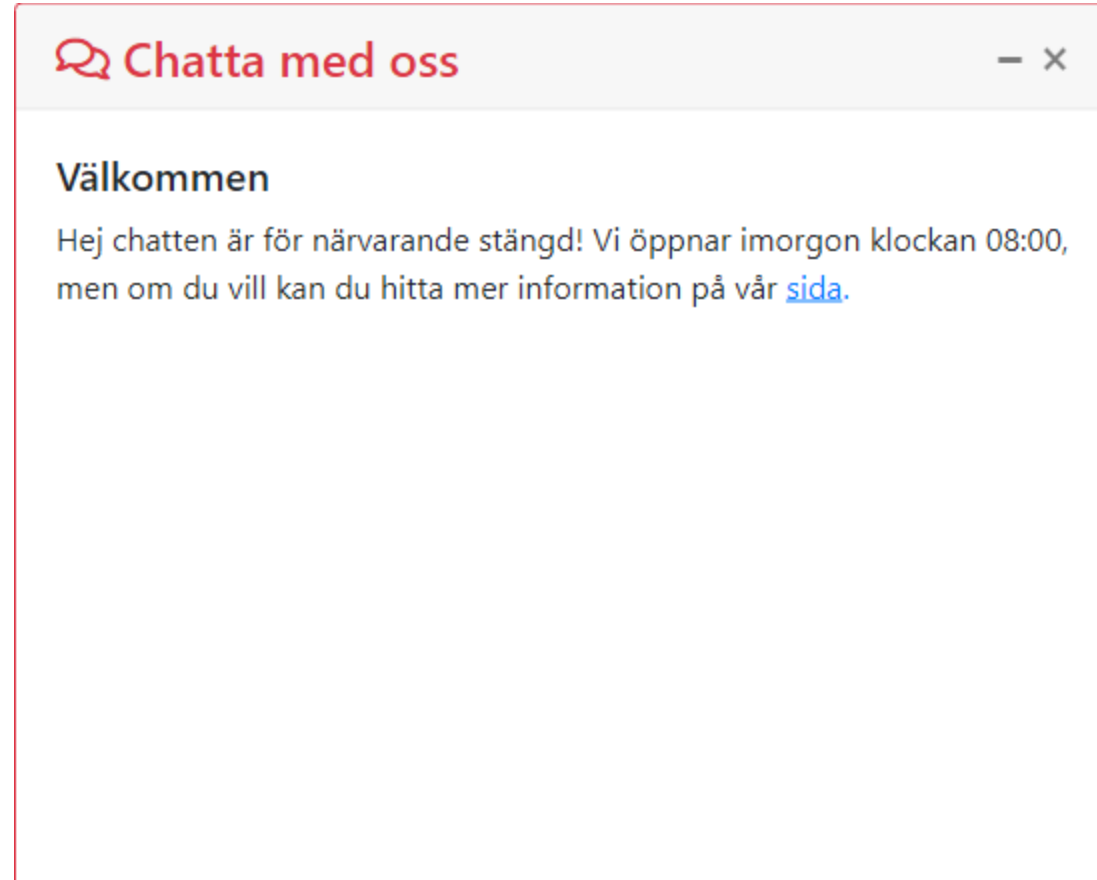 Chatta med oss
Välkommen
Hej chatten är för närvarande stängd! Vi öppnar imorgon klockan 08:00,
men om du vill kan du hitta mer information på vår sida.